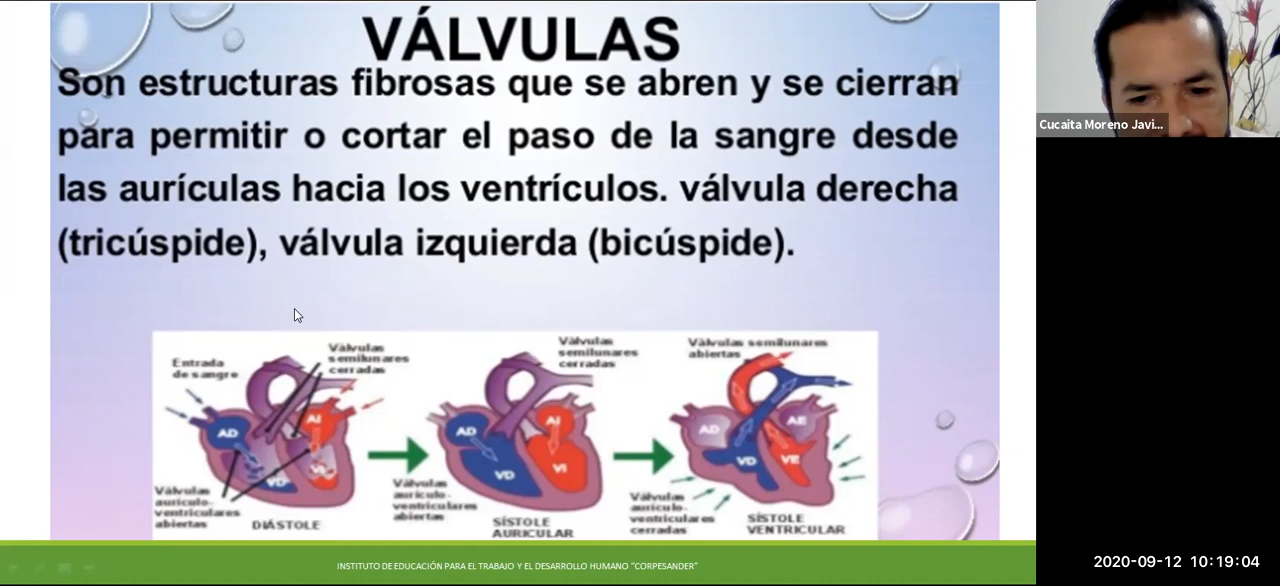 VÁLVULAS
Son estructuras fibrosas que se abren y se cierran
para permitir o cortar el paso de la sangre desde
las aurículas hacia los ventrículos. válvula derecha
(tricúspide), válvula izquierda (bicúspide).
Entrada
de sangre
Válvulas
semilunares
cerradas
AD
AI
VD
Válvulas
aurículo-
ventriculares
abiertas
DIÁSTOLE
Válvulas
semilunares
cerradas
AD
AI
VD
VI
Válvulas
aurículo-
ventriculares
abiertas
SÍSTOLE
AURICULAR
Válvulas semilunares
abiertas
AD
AE
VD
VE
Válvulas
aurículo-
ventriculares
cerradas
SÍSTOLE
VENTRICULAR
INSTITUTO DE EDUCACIÓN PARA EL TRABAJO Y EL DESARROLLO HUMANO "CORPESANDER"
Cucaita Moreno Javi...
2020-09-12 10:19:04